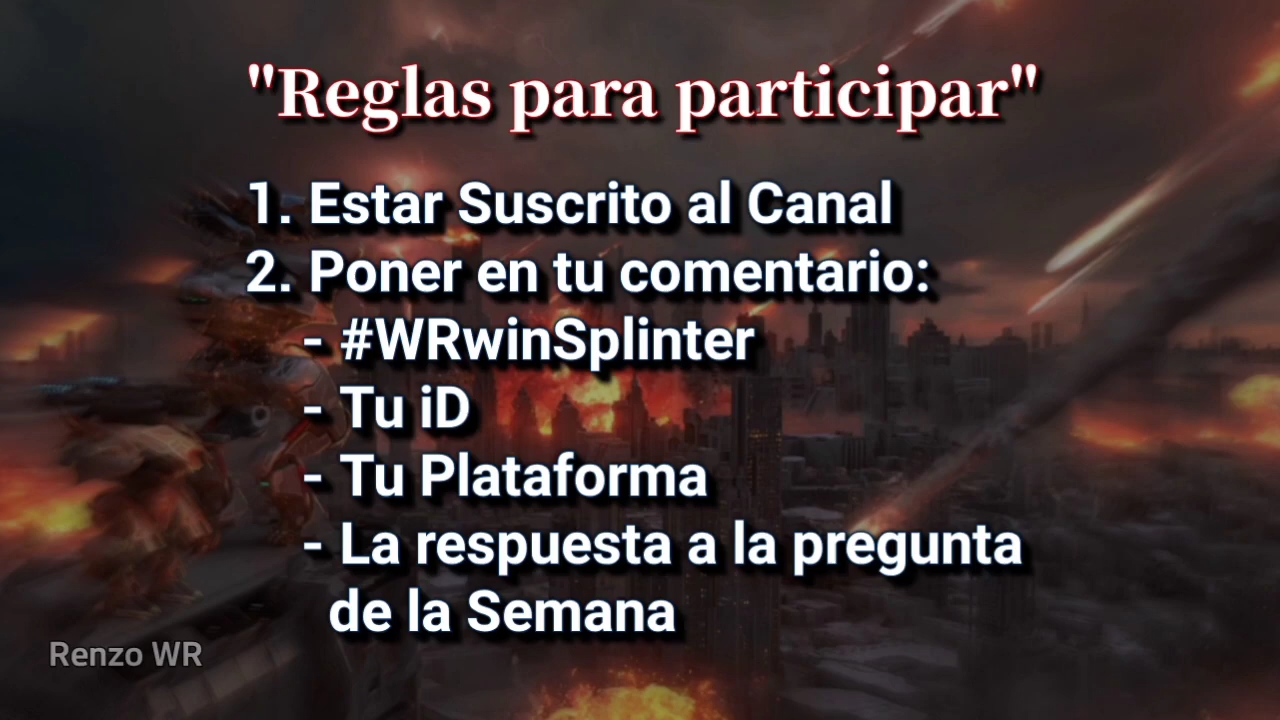 "Reglas para participar"
1. Estar Suscrito al Canal
2. Poner en tu comentario:
- #WRwinSplinter
- Tu iD
- Tu Plataforma
- La respuesta a la pregunta
de la Semana
Renzo WR